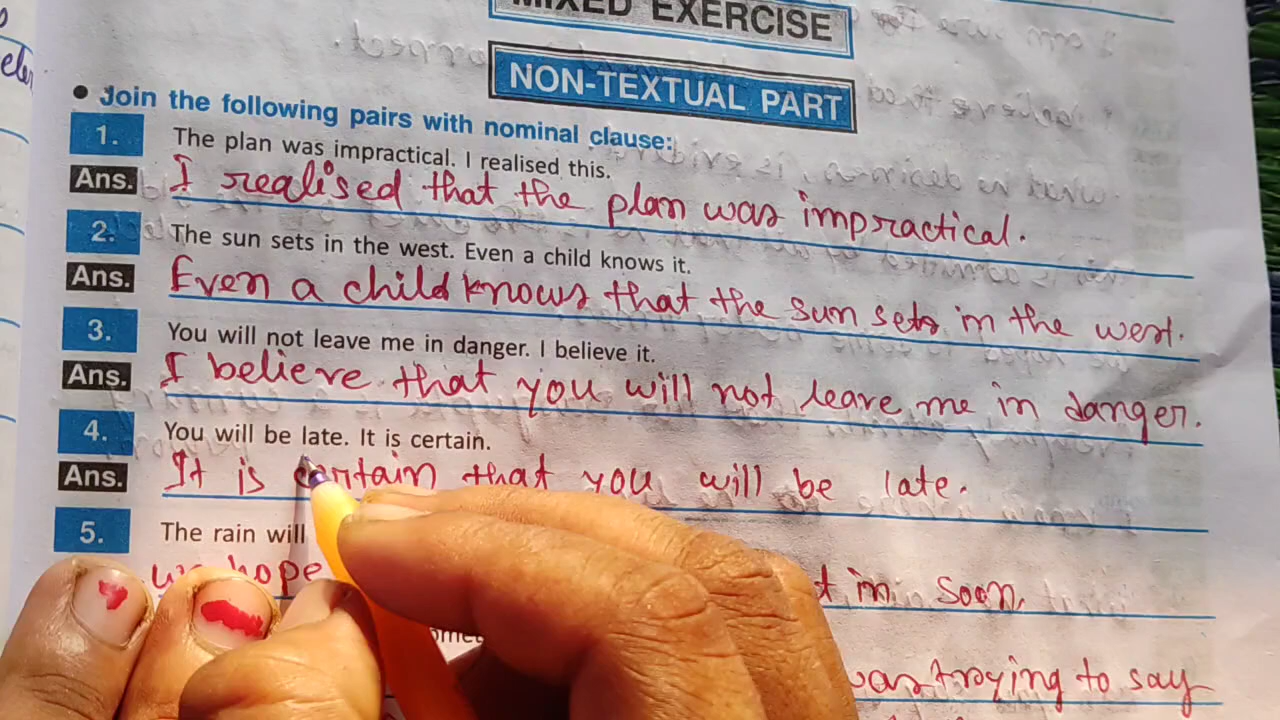 MIXED EXERCISE
NON-TEXTUAL PART
• Join the following pairs with nominal clause:
1. The plan was impractical. I realised this.
Ans. I realised that the plan was impractical.
2. The sun sets in the west. Even a child knows it.
Ans. Even a child knows that the sun sets in the west.
3. You will not leave me in danger. I believe it.
Ans. I believe that you will not leave me in danger.
4. You will be late. It is certain.
Ans. It is certain that you will be late.
5. The rain will
we hope in soon.
was trying to say